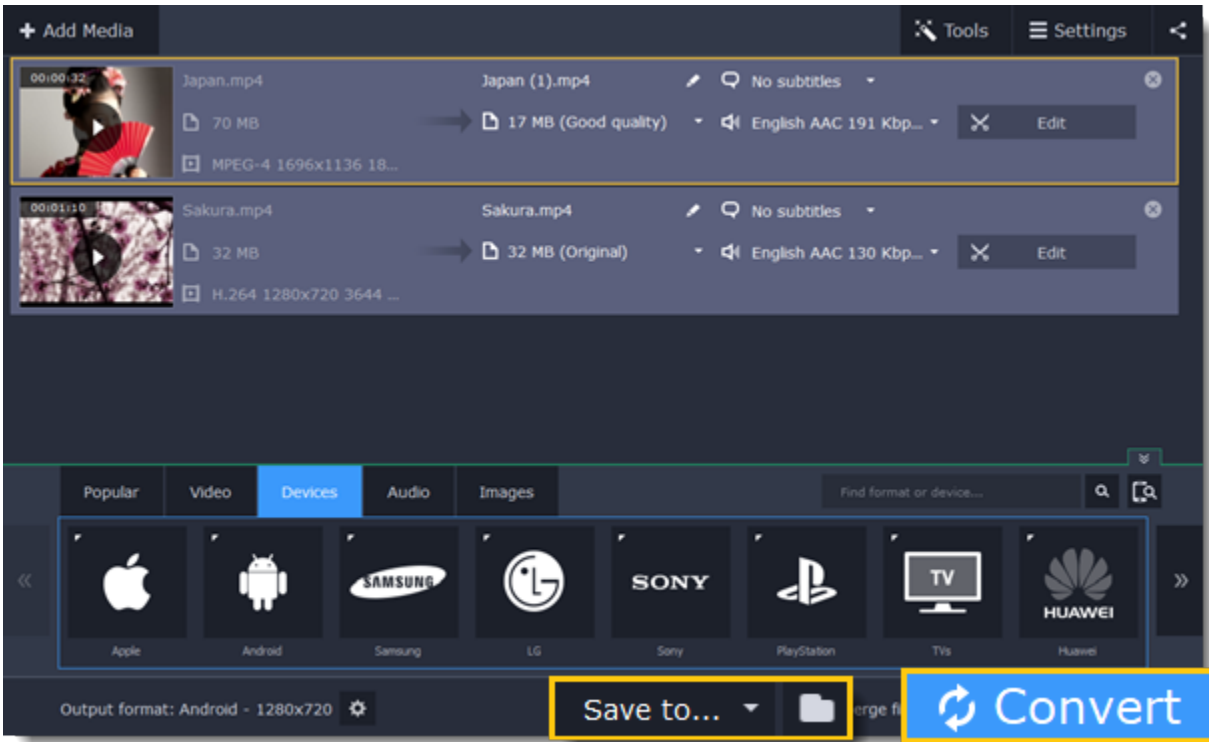 Add Media
Tools
Settings
00:00:32
Japan.mp4
Japan (1).mp4
No subtitles
70 MB
17 MB (Good quality)
English AAC 191 Kbp...
Edit
MPEG-4 1696x1136 18...
00:01:10
Sakura.mp4
Sakura.mp4
No subtitles
32 MB
32 MB (Original)
English AAC 130 Kbp...
Edit
H.264 1280x720 3644 ...
Popular
Video
Devices
Audio
Images
Find format or device...
SAMSUNG
LG
SONY
TV
HUAWEI
Apple
Android
Samsung
LG
Sony
PlayStation
TVs
Huawei
Output format: Android - 1280x720
Save to...
Convert